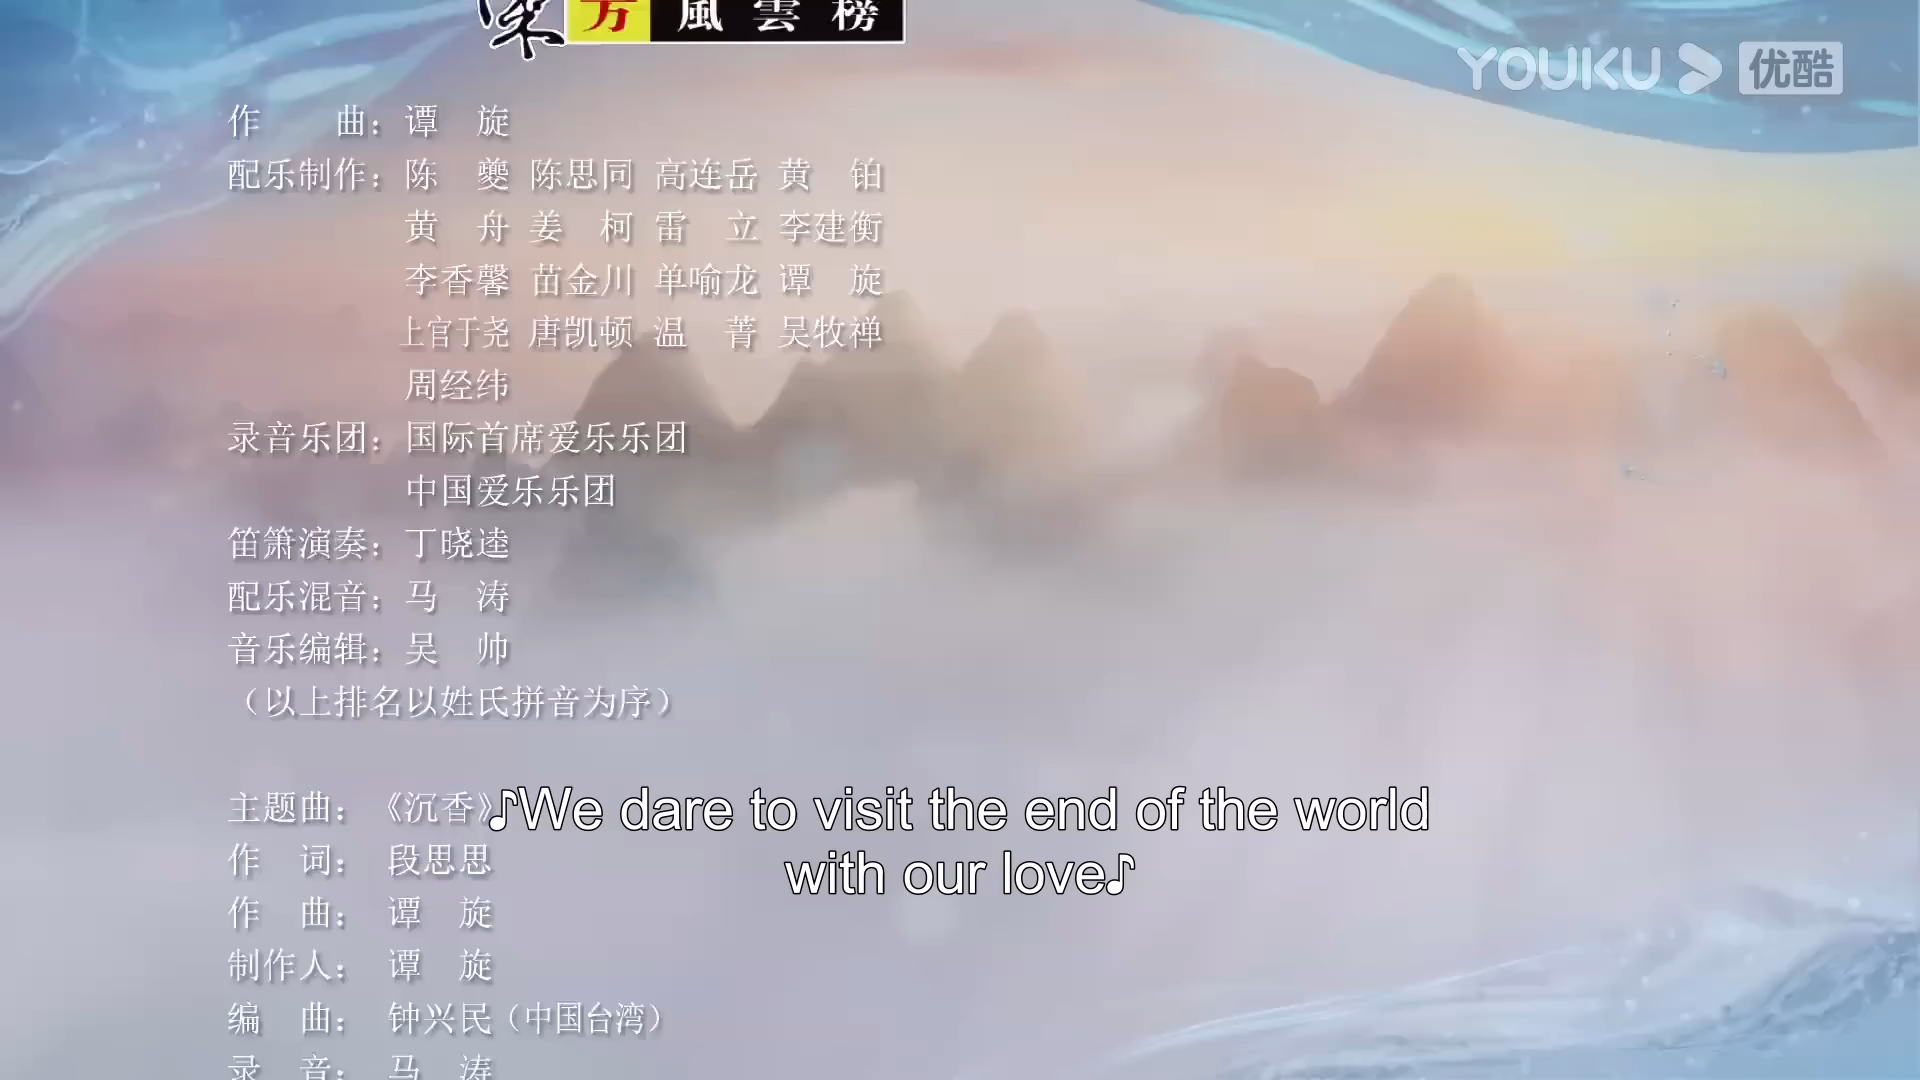 方 風雲榜
YOUKU 优酷
作 曲：谭 旋
配乐制作：陈 夔 陈思同 高连岳 黄 铂
黄 舟 姜 柯 雷 立 李建衡
李香馨 苗金川 单喻龙 谭 旋
上官于尧 唐凯顿 温 菁 吴牧禅
周经纬
录音乐团：国际首席爱乐乐团
中国爱乐乐团
笛箫演奏：丁晓逵
配乐混音：马 涛
音乐编辑：吴 帅
（以上排名以姓氏拼音为序）
主题曲：《沉香》
♪We dare to visit the end of the world
with our love♪
作 词：段思思
作 曲：谭 旋
制作人：谭 旋
编 曲：钟兴民（中国台湾）
录 音：马 涛